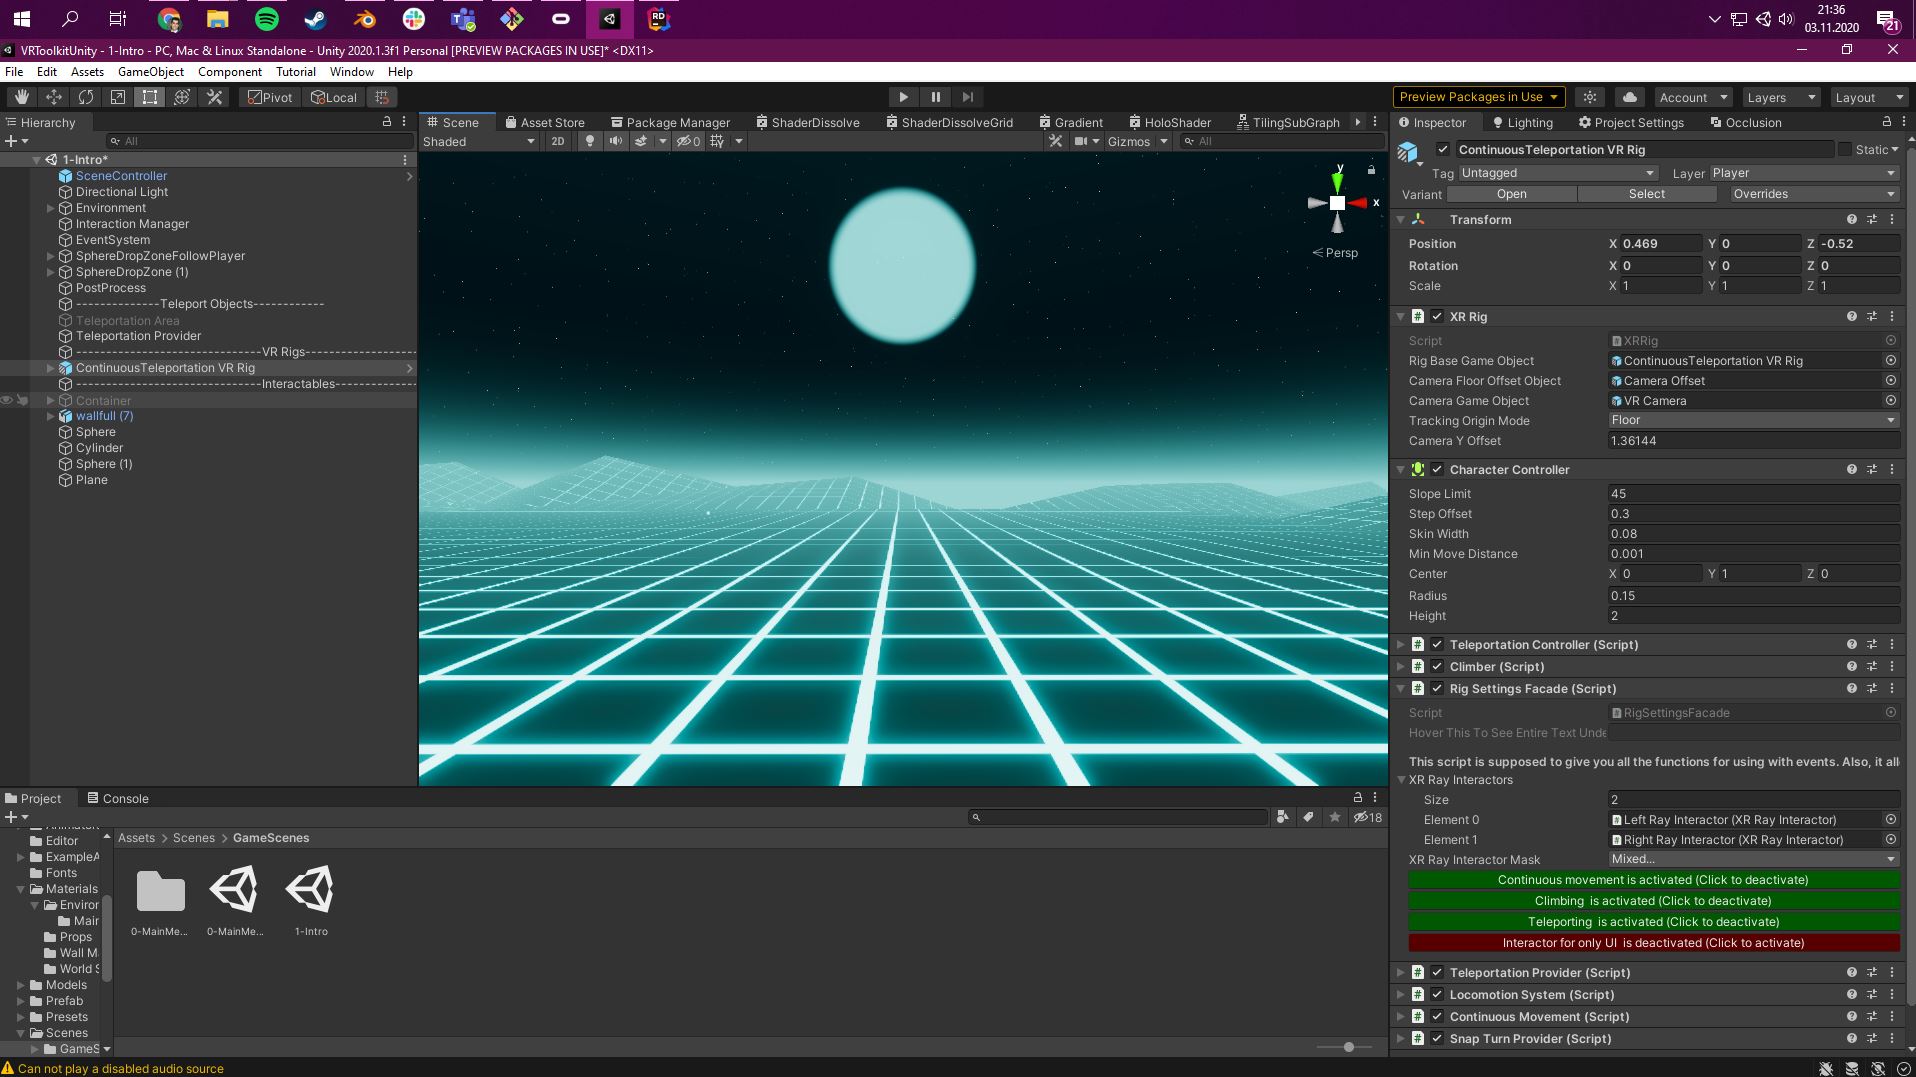 21:36
03.11.2020
21
VRToolkitUnity - 1-Intro - PC, Mac & Linux Standalone - Unity 2020.1.3f1 Personal [PREVIEW PACKAGES IN USE]* <DX11>
File Edit Assets GameObject Component Tutorial Window Help
Pivot Local Preview Packages in Use Account Layers Layout
Hierarchy
All
1-Intro*
SceneController
Directional Light
Environment
Interaction Manager
EventSystem
SphereDropZoneFollowPlayer
SphereDropZone (1)
PostProcess
--------------Teleport Objects------------
Teleportation Area
Teleportation Provider
-------------------------------VR Rigs-------------------
ContinuousTeleportation VR Rig
-------------------------------Interactables--------------
Container
wallfull (7)
Sphere
Cylinder
Sphere (1)
Plane
Scene Asset Store Package Manager ShaderDissolve ShaderDissolveGrid Gradient HoloShader TilingSubGraph
Shaded 2D 0 Gizmos All
y
x
Persp
Inspector Lighting Project Settings Occlusion
ContinuousTeleportation VR Rig Static
Tag Untagged Layer Player
Variant Open Select Overrides
Transform
Position X 0.469 Y 0 Z -0.52
Rotation X 0 Y 0 Z 0
Scale X 1 Y 1 Z 1
XR Rig
Script XRRig
Rig Base Game Object ContinuousTeleportation VR Rig
Camera Floor Offset Object Camera Offset
Camera Game Object VR Camera
Tracking Origin Mode Floor
Camera Y Offset 1.36144
Character Controller
Slope Limit 45
Step Offset 0.3
Skin Width 0.08
Min Move Distance 0.001
Center X 0 Y 1 Z 0
Radius 0.15
Height 2
Teleportation Controller (Script)
Climber (Script)
Rig Settings Facade (Script)
Script RigSettingsFacade
Hover This To See Entire Text Unde
This script is supposed to give you all the functions for using with events. Also, it all
XR Ray Interactors
Size 2
Element 0 Left Ray Interactor (XR Ray Interactor)
Element 1 Right Ray Interactor (XR Ray Interactor)
XR Ray Interactor Mask Mixed...
Continuous movement is activated (Click to deactivate)
Climbing is activated (Click to deactivate)
Teleporting is activated (Click to deactivate)
Interactor for only UI is deactivated (Click to activate)
Teleportation Provider (Script)
Locomotion System (Script)
Continuous Movement (Script)
Snap Turn Provider (Script)
Project Console
18
Editor
ExampleA
Fonts
Materials
Enviror
Mair
Props
Wall M
World S
Models
Prefab
Presets
Scenes
GameS
Assets > Scenes > GameScenes
0-MainMe... 0-MainMe... 1-Intro
Can not play a disabled audio source